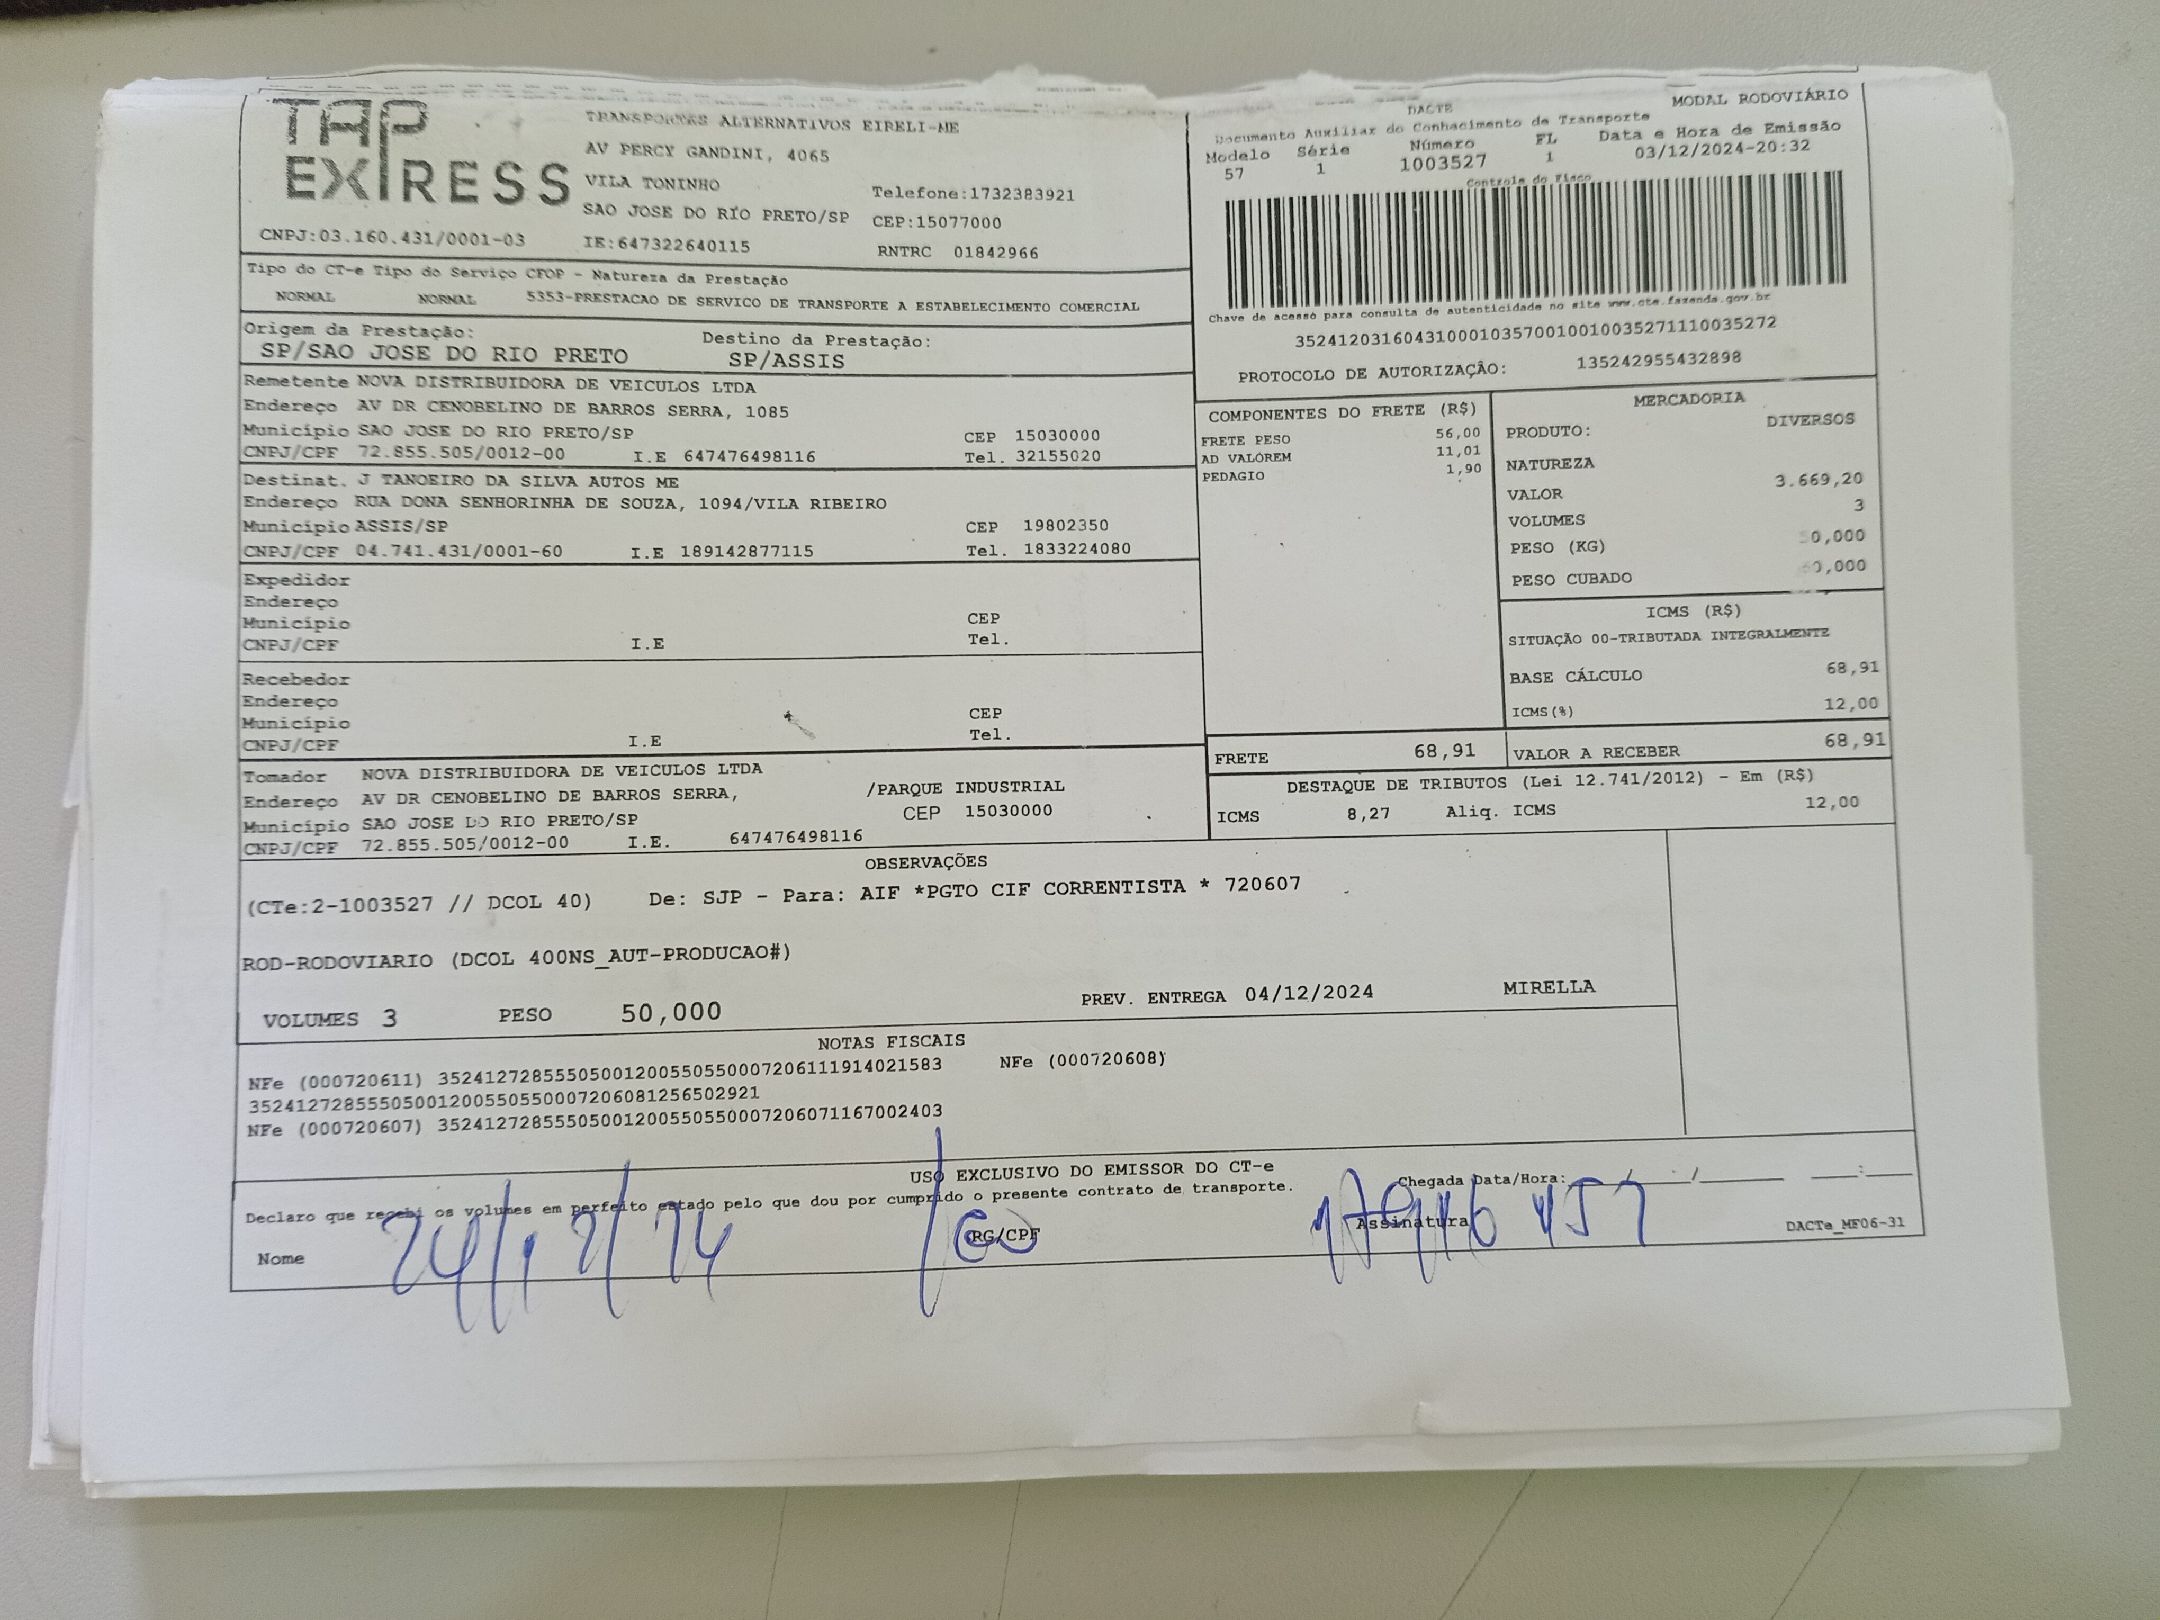 TAP
EXPRESS
CNPJ:03.160.431/0001-03
TRANSPORTES ALTERNATIVOS EIRELI-ME
AV PERCY GANDINI, 4065
VILA TONINHO
Telefone:1732383921
SAO JOSE DO RIO PRETO/SP CEP:15077000
IE:647322640115 RNTRC 01842966
DACTE MODAL RODOVIÁRIO
Documento Auxiliar do Conhecimento de Transporte
Modelo Série Número FL Data e Hora de Emissão
57 1 1003527 1 03/12/2024-20:32
Controle do Fisco
Chave de acesso para consulta de autenticidade no site www.cte.fazenda.gov.br
35241203160431000103570010010035271110035272
PROTOCOLO DE AUTORIZAÇÃO: 135242955432898
Tipo do CT-e Tipo do Serviço CFOP - Natureza da Prestação
NORMAL NORMAL 5353-PRESTACAO DE SERVICO DE TRANSPORTE A ESTABELECIMENTO COMERCIAL
Origem da Prestação: Destino da Prestação:
SP/SAO JOSE DO RIO PRETO SP/ASSIS
Remetente NOVA DISTRIBUIDORA DE VEICULOS LTDA
Endereço AV DR CENOBELINO DE BARROS SERRA, 1085
Município SAO JOSE DO RIO PRETO/SP CEP 15030000
CNPJ/CPF 72.855.505/0012-00 I.E 647476498116 Tel. 32155020
Destinat. J TANOEIRO DA SILVA AUTOS ME
Endereço RUA DONA SENHORINHA DE SOUZA, 1094/VILA RIBEIRO
Município ASSIS/SP CEP 19802350
CNPJ/CPF 04.741.431/0001-60 I.E 189142877115 Tel. 1833224080
Expedidor
Endereço
Município CEP
CNPJ/CPF I.E Tel.
Recebedor
Endereço
Município CEP
CNPJ/CPF I.E Tel.
Tomador NOVA DISTRIBUIDORA DE VEICULOS LTDA
Endereço AV DR CENOBELINO DE BARROS SERRA, /PARQUE INDUSTRIAL
Município SAO JOSE DO RIO PRETO/SP CEP 15030000
CNPJ/CPF 72.855.505/0012-00 I.E. 647476498116
COMPONENTES DO FRETE (R$)
FRETE PESO 56,00
AD VALOREM 11,01
PEDAGIO 1,90
MERCADORIA
PRODUTO: DIVERSOS
NATUREZA
VALOR 3.669,20
VOLUMES 3
PESO (KG) 0,000
PESO CUBADO 0,000
ICMS (R$)
SITUAÇÃO 00-TRIBUTADA INTEGRALMENTE
BASE CÁLCULO 68,91
ICMS(%) 12,00
FRETE 68,91 VALOR A RECEBER 68,91
DESTAQUE DE TRIBUTOS (Lei 12.741/2012) - Em (R$)
ICMS 8,27 Aliq. ICMS 12,00
OBSERVAÇÕES
(CTe:2-1003527 // DCOL 40) De: SJP - Para: AIF *PGTO CIF CORRENTISTA * 720607
ROD-RODOVIARIO (DCOL 400NS_AUT-PRODUCAO#)
VOLUMES 3 PESO 50,000 PREV. ENTREGA 04/12/2024 MIRELLA
NOTAS FISCAIS
NFe (000720611) 35241272855505001200550550007206111914021583 NFe (000720608)
35241272855505001200550550007206081256502921
NFe (000720607) 35241272855505001200550550007206071167002403
USO EXCLUSIVO DO EMISSOR DO CT-e
Declaro que recebi os volumes em perfeito estado pelo que dou por cumprido o presente contrato de transporte. Chegada Data/Hora:____/____/____ ____:____
Nome RG/CPF Assinatura DACTe_MF06-31